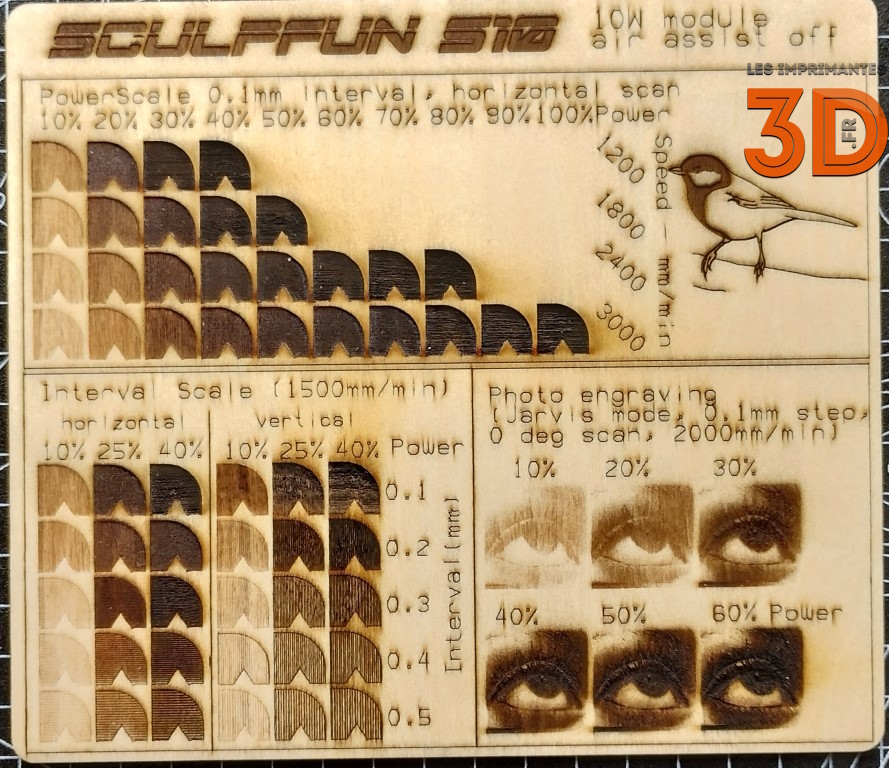 SCULPFUN S10
10W module
air assist off
LES IMPRIMANTES
3D
.FR
PowerScale 0.1mm interval, horizontal scan
10% 20% 30% 40% 50% 60% 70% 80% 90%100%Power
1200
1800
2400
3000
Speed - mm/min
Interval Scale (1500mm/min)
horizontal vertical
10% 25% 40% 10% 25% 40% Power
0.1
0.2
0.3
0.4
0.5
Interval(mm)
Photo engraving
(Jarvis mode, 0.1mm step,
0 deg scan, 2000mm/min)
10% 20% 30%
40% 50% 60% Power